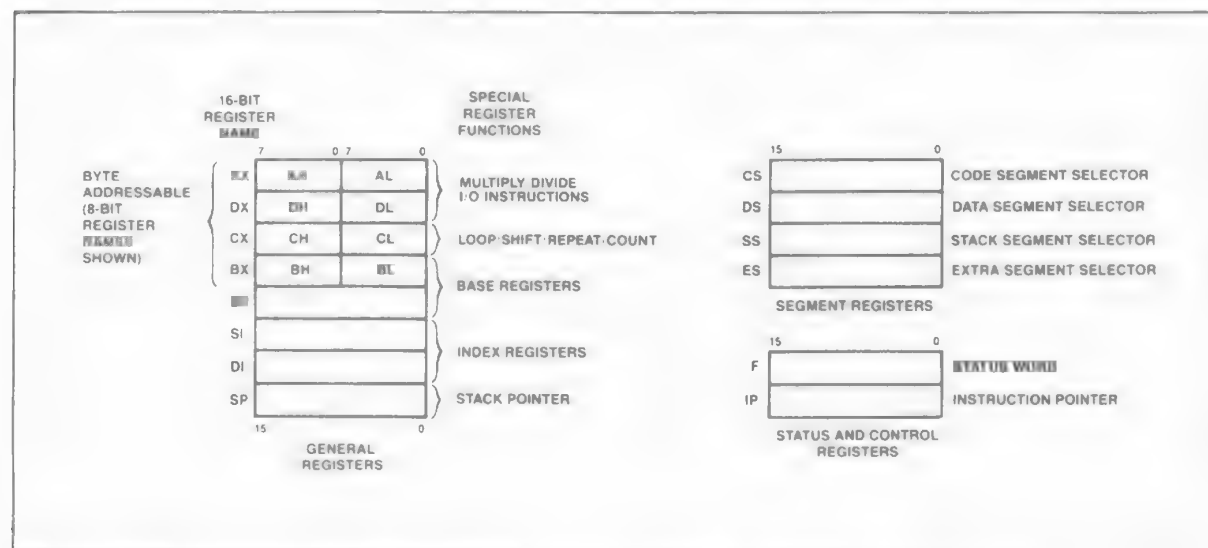 16-BIT
REGISTER
SPECIAL
REGISTER
FUNCTIONS
7 0 7 0
BYTE
ADDRESSABLE
(8-BIT
REGISTER
SHOWN)
AL
DX DL
CX CH CL
BX BH
SI
DI
SP
15 0
MULTIPLY DIVIDE
I/O INSTRUCTIONS
LOOP·SHIFT·REPEAT·COUNT
BASE REGISTERS
INDEX REGISTERS
STACK POINTER
GENERAL
REGISTERS
15 0
CS CODE SEGMENT SELECTOR
DS DATA SEGMENT SELECTOR
SS STACK SEGMENT SELECTOR
ES EXTRA SEGMENT SELECTOR
SEGMENT REGISTERS
15 0
F STATUS WORD
IP INSTRUCTION POINTER
STATUS AND CONTROL
REGISTERS